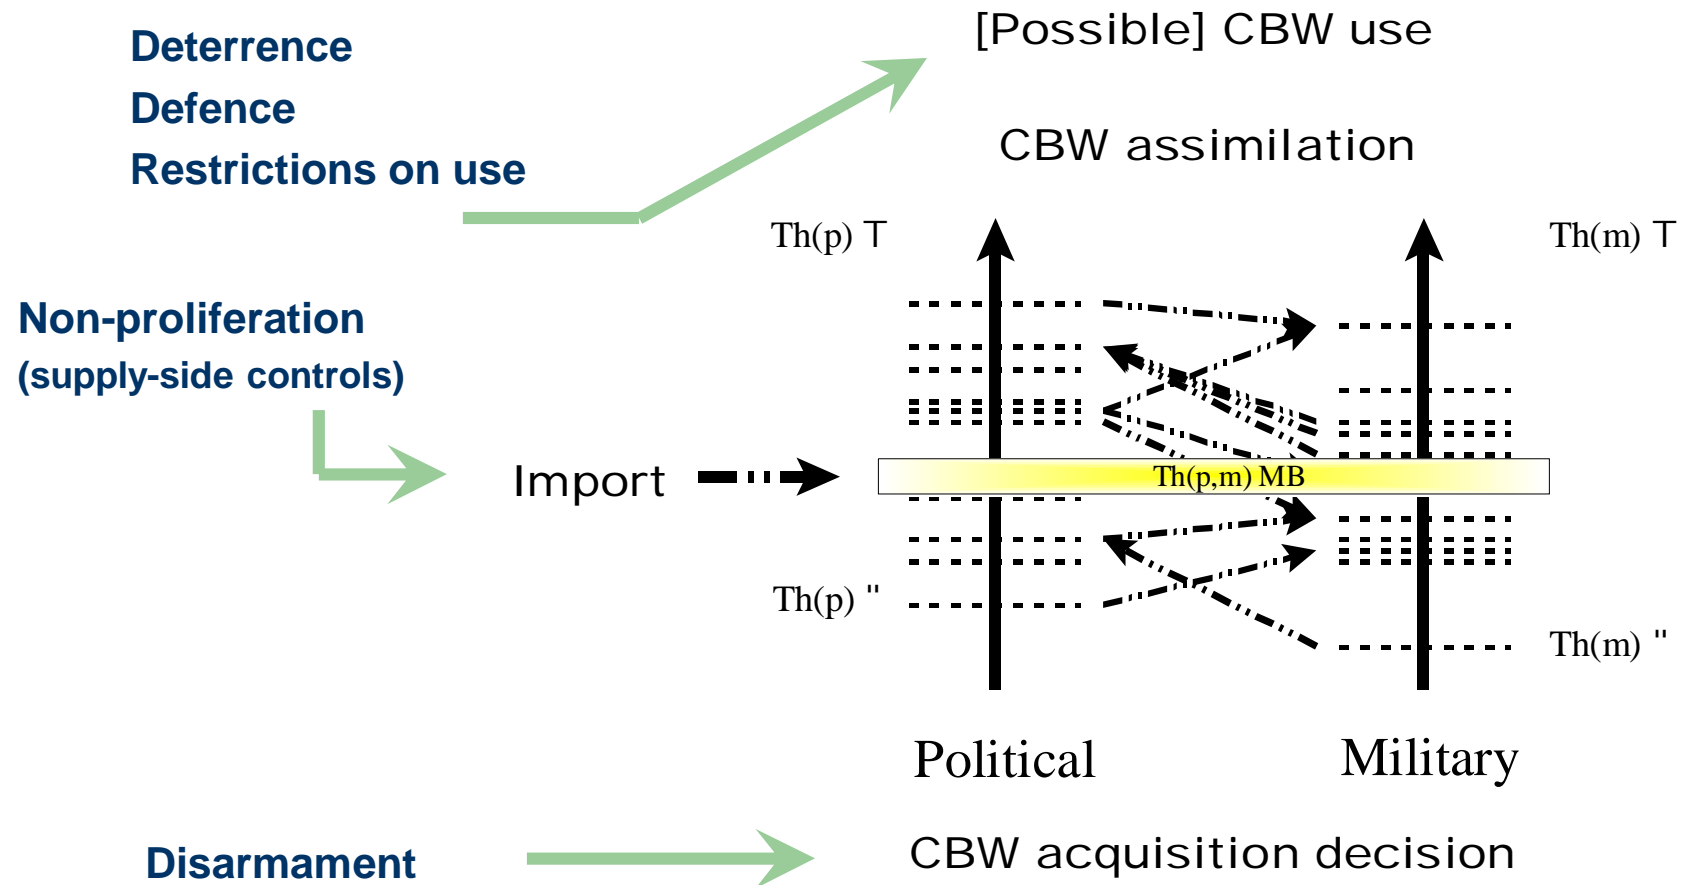 Deterrence
Defence
Restrictions on use
[Possible] CBW use
CBW assimilation
Th(p) T
Th(m) T
Non-proliferation
(supply-side controls)
Import
Th(p,m) MB
Th(p) "
Th(m) "
Political
Military
Disarmament
CBW acquisition decision